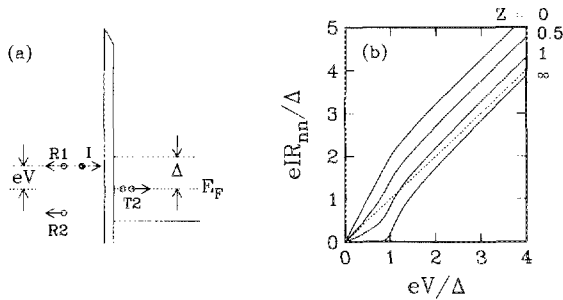 (a)
R1
I
eV
Δ
E_F
T2
R2
(b)
Z = 0
0.5
1
∞
eIR_nn/Δ
5
4
3
2
1
0
0 1 2 3 4
eV/Δ